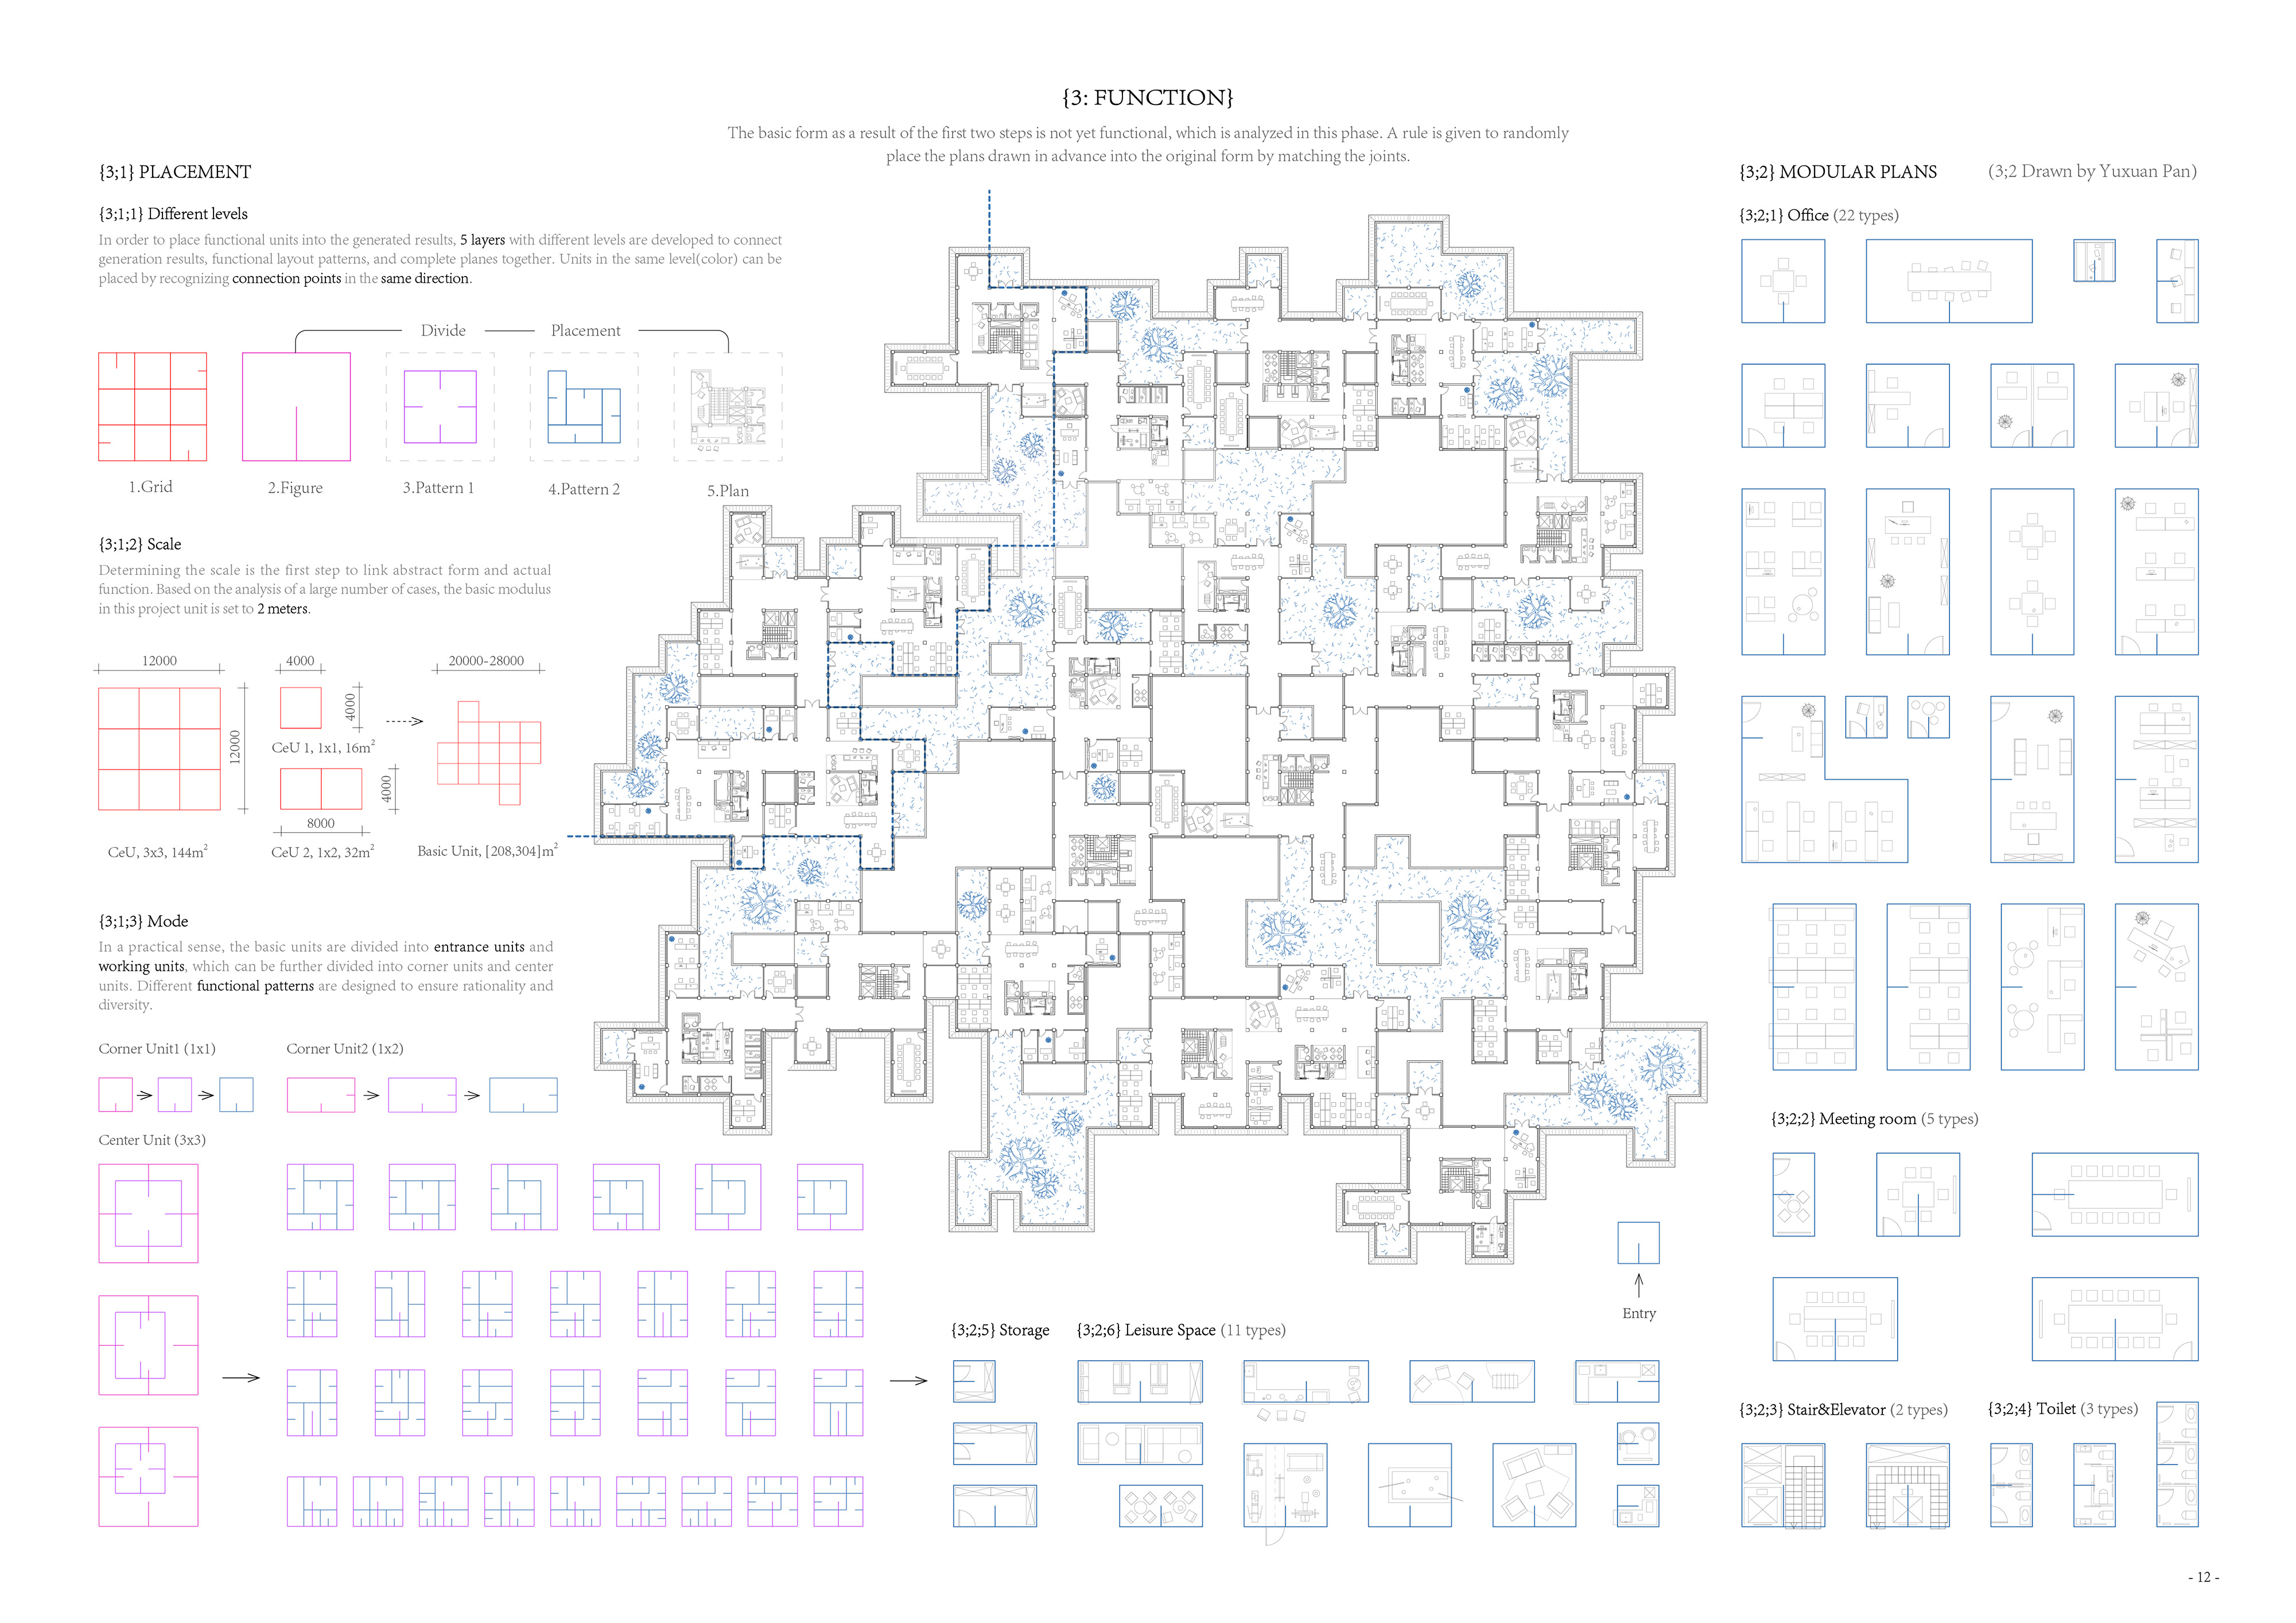 {3: FUNCTION}
The basic form as a result of the first two steps is not yet functional, which is analyzed in this phase. A rule is given to randomly
place the plans drawn in advance into the original form by matching the joints.
{3;1} PLACEMENT
{3;1;1} Different levels
In order to place functional units into the generated results, 5 layers with different levels are developed to connect
generation results, functional layout patterns, and complete planes together. Units in the same level(color) can be
placed by recognizing connection points in the same direction.
Divide
Placement
1.Grid
2.Figure
3.Pattern 1
4.Pattern 2
5.Plan
{3;1;2} Scale
Determining the scale is the first step to link abstract form and actual
function. Based on the analysis of a large number of cases, the basic modulus
in this project unit is set to 2 meters.
12000
12000
CeU, 3x3, 144m²
4000
4000
CeU 1, 1x1, 16m²
4000
8000
CeU 2, 1x2, 32m²
20000-28000
Basic Unit, [208,304]m²
{3;1;3} Mode
In a practical sense, the basic units are divided into entrance units and
working units, which can be further divided into corner units and center
units. Different functional patterns are designed to ensure rationality and
diversity.
Corner Unit1 (1x1)
Corner Unit2 (1x2)
Center Unit (3x3)
{3;2;5} Storage
{3;2;6} Leisure Space (11 types)
Entry
{3;2} MODULAR PLANS
(3;2 Drawn by Yuxuan Pan)
{3;2;1} Office (22 types)
{3;2;2} Meeting room (5 types)
{3;2;3} Stair&Elevator (2 types)
{3;2;4} Toilet (3 types)
- 12 -